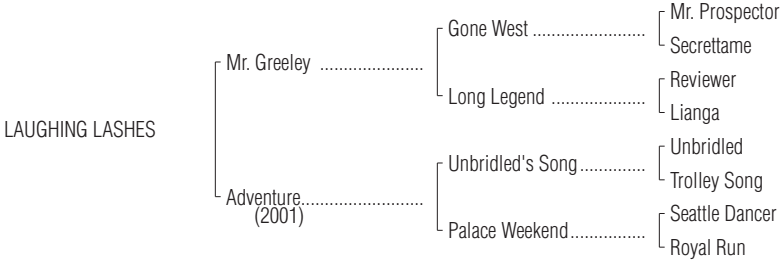 Mr. Prospector
Gone West ........................
Secrettame
Mr. Greeley ......................
Reviewer
Long Legend ....................
Lianga
LAUGHING LASHES
Unbridled
Unbridled's Song..............
Trolley Song
Adventure..........................
(2001)
Seattle Dancer
Palace Weekend................
Royal Run